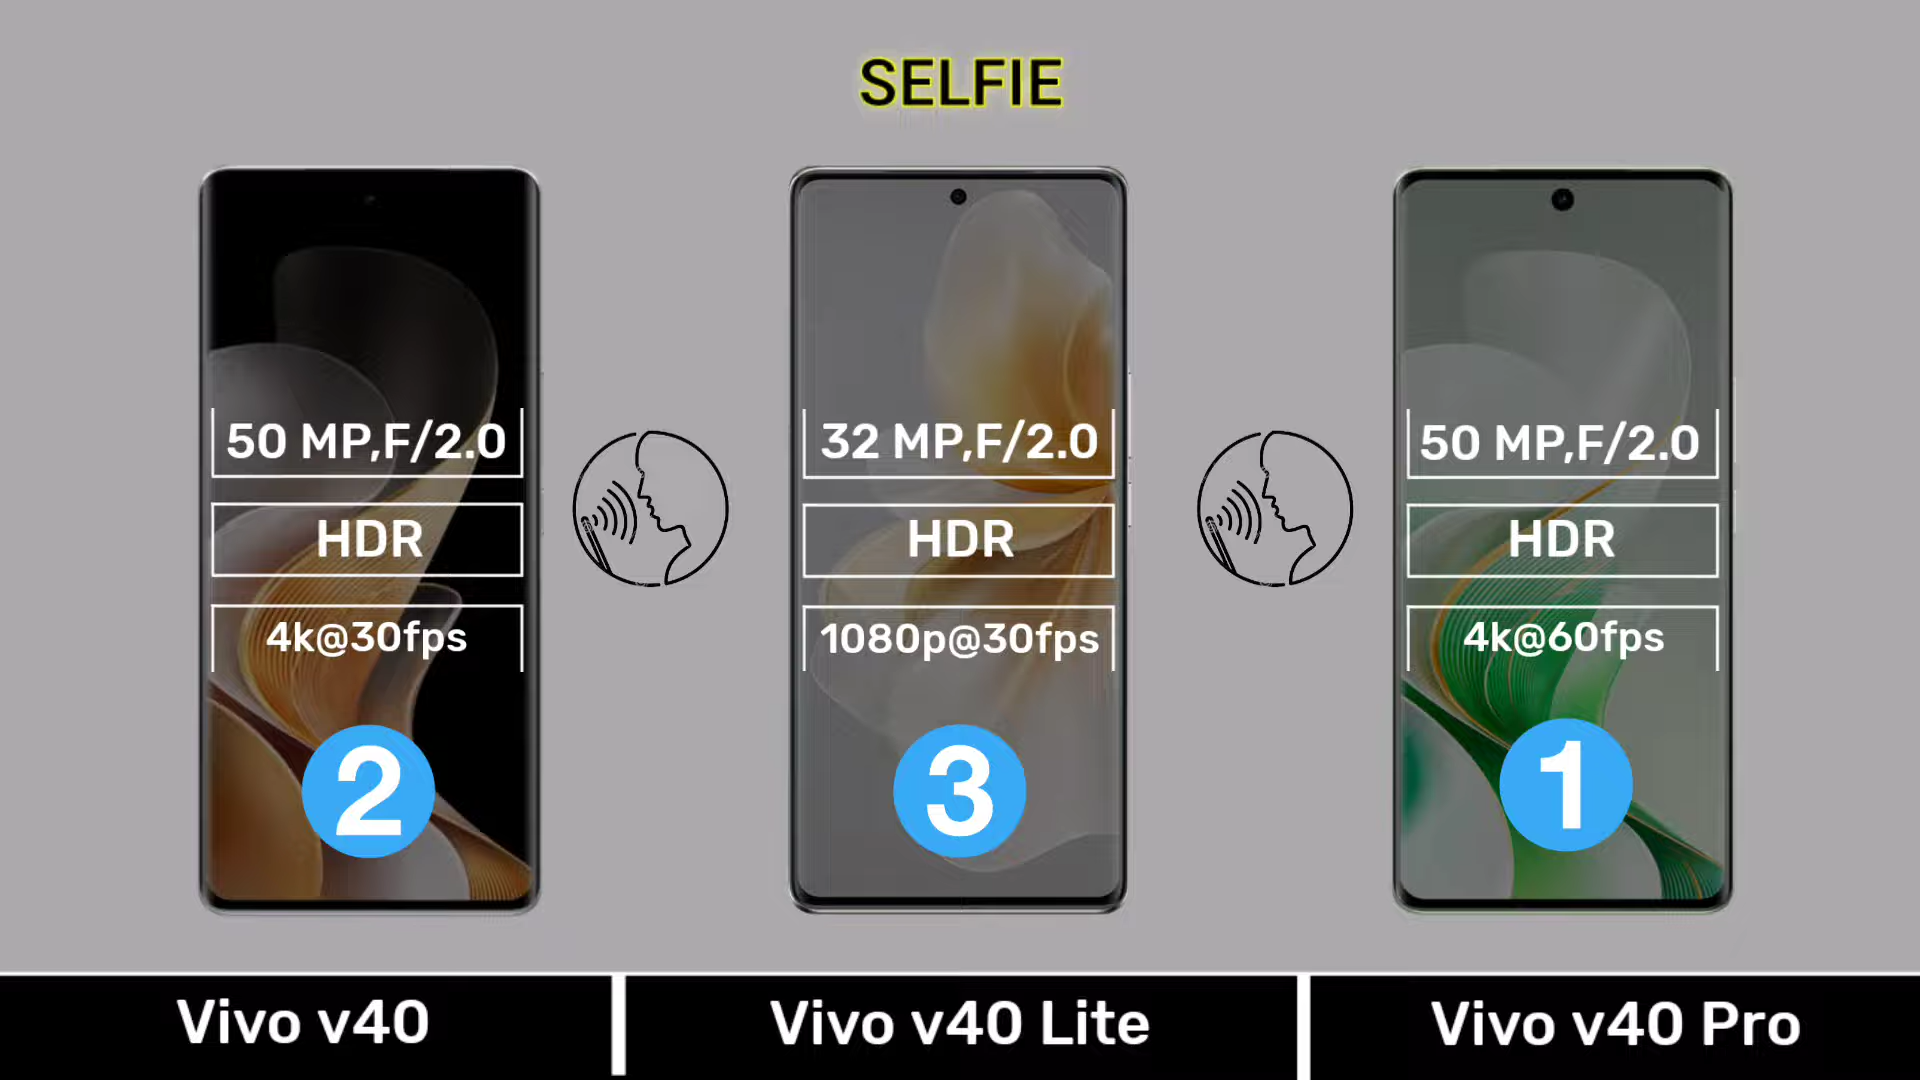 SELFIE
50 MP,F/2.0
HDR
4k@30fps
2
32 MP,F/2.0
HDR
1080p@30fps
3
50 MP,F/2.0
HDR
4k@60fps
1
Vivo v40
Vivo v40 Lite
Vivo v40 Pro